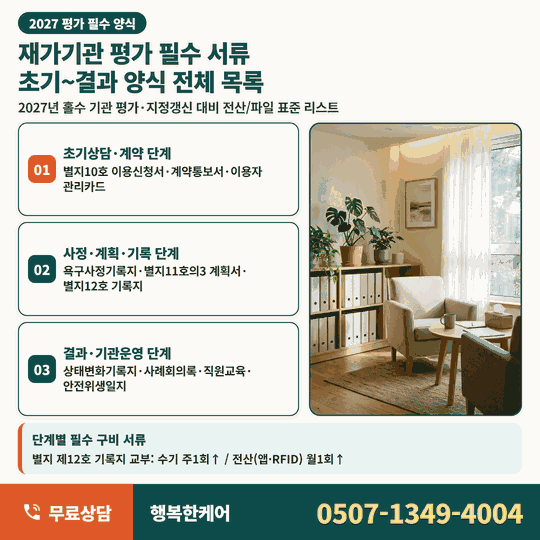 2027 평가 필수 양식
재가기관 평가 필수 서류
초기~결과 양식 전체 목록
2027년 홀수 기관 평가·지정갱신 대비 전산/파일 표준 리스트
01
초기상담·계약 단계
별지10호 이용신청서·계약통보서·이용자
관리카드
02
사정·계획·기록 단계
욕구사정기록지·별지11호의3 계획서·
별지12호 기록지
03
결과·기관운영 단계
상태변화기록지·사례회의록·직원교육·
안전위생일지
단계별 필수 구비 서류
별지 제12호 기록지 교부: 수기 주1회↑ / 전산(앱·RFID) 월1회↑
무료상담
행복한케어
0507-1349-4004